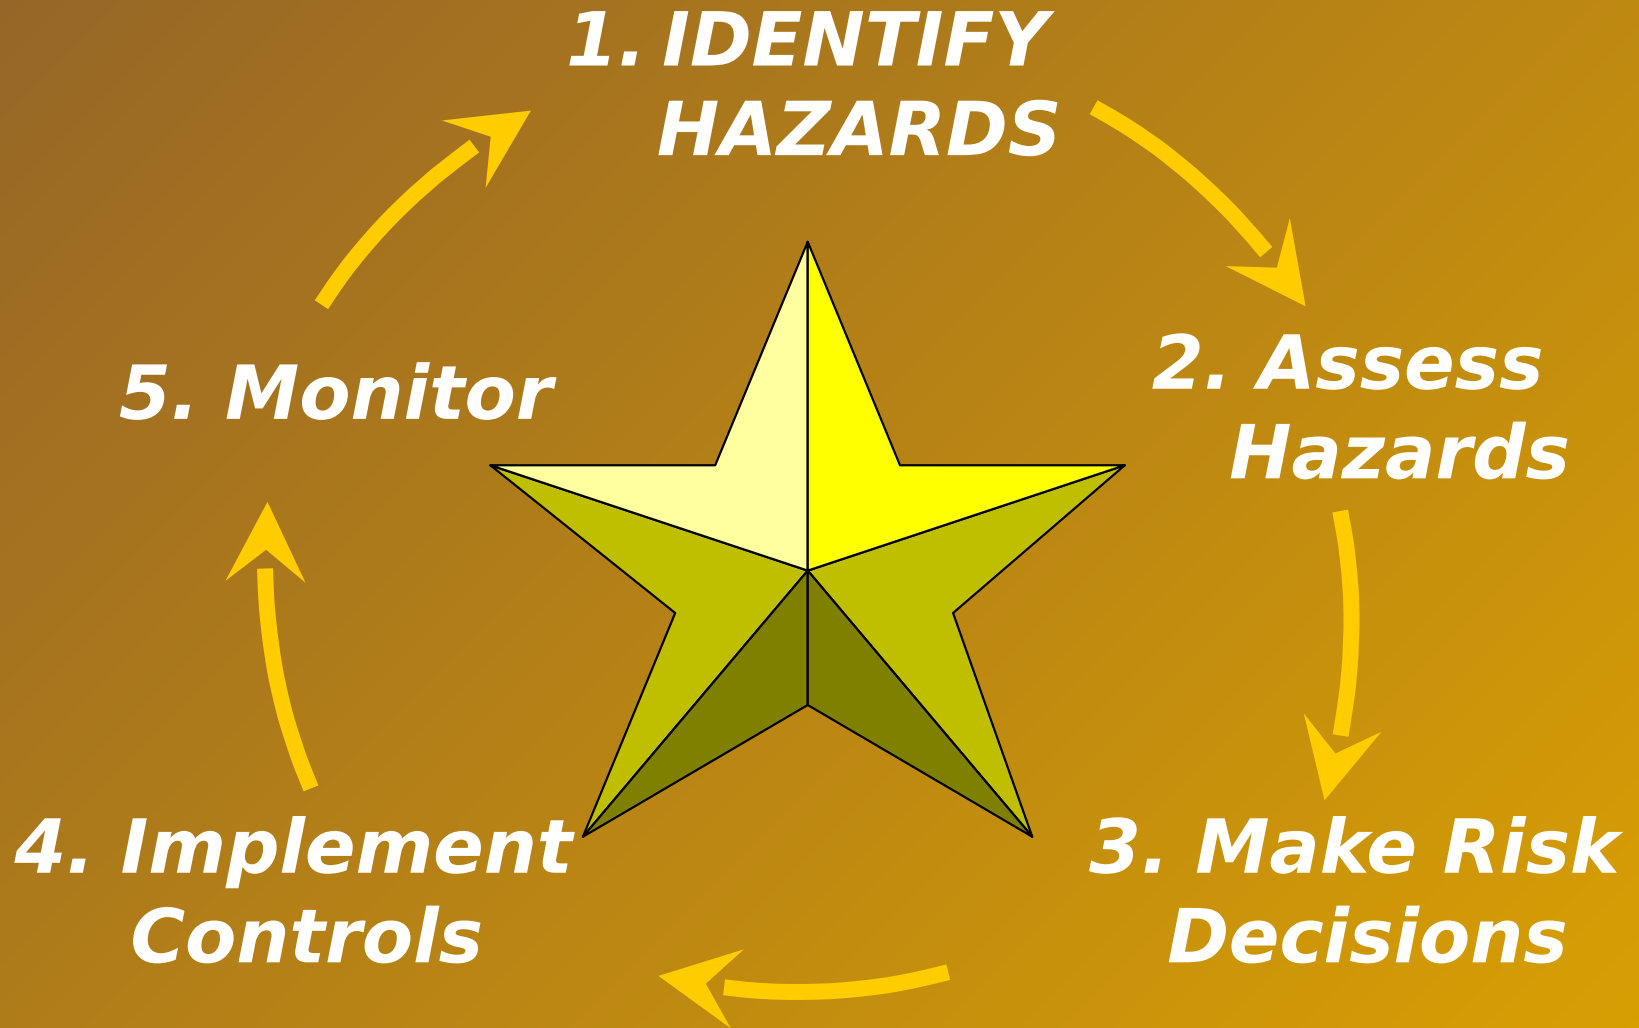 1. IDENTIFY
HAZARDS
2. Assess
Hazards
3. Make Risk
Decisions
4. Implement
Controls
5. Monitor